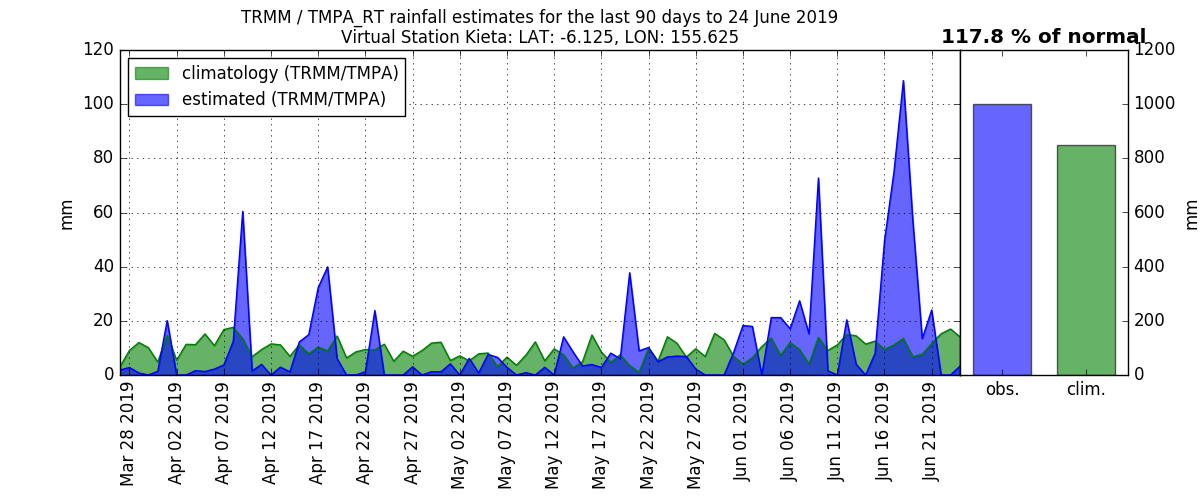 TRMM / TMPA_RT rainfall estimates for the last 90 days to 24 June 2019
Virtual Station Kieta: LAT: -6.125, LON: 155.625
117.8 % of normal
climatology (TRMM/TMPA)
estimated (TRMM/TMPA)
120
100
80
60
40
20
0
mm
Mar 28 2019
Apr 02 2019
Apr 07 2019
Apr 12 2019
Apr 17 2019
Apr 22 2019
Apr 27 2019
May 02 2019
May 07 2019
May 12 2019
May 17 2019
May 22 2019
May 27 2019
Jun 01 2019
Jun 06 2019
Jun 11 2019
Jun 16 2019
Jun 21 2019
obs.
clim.
1200
1000
800
600
400
200
0
mm